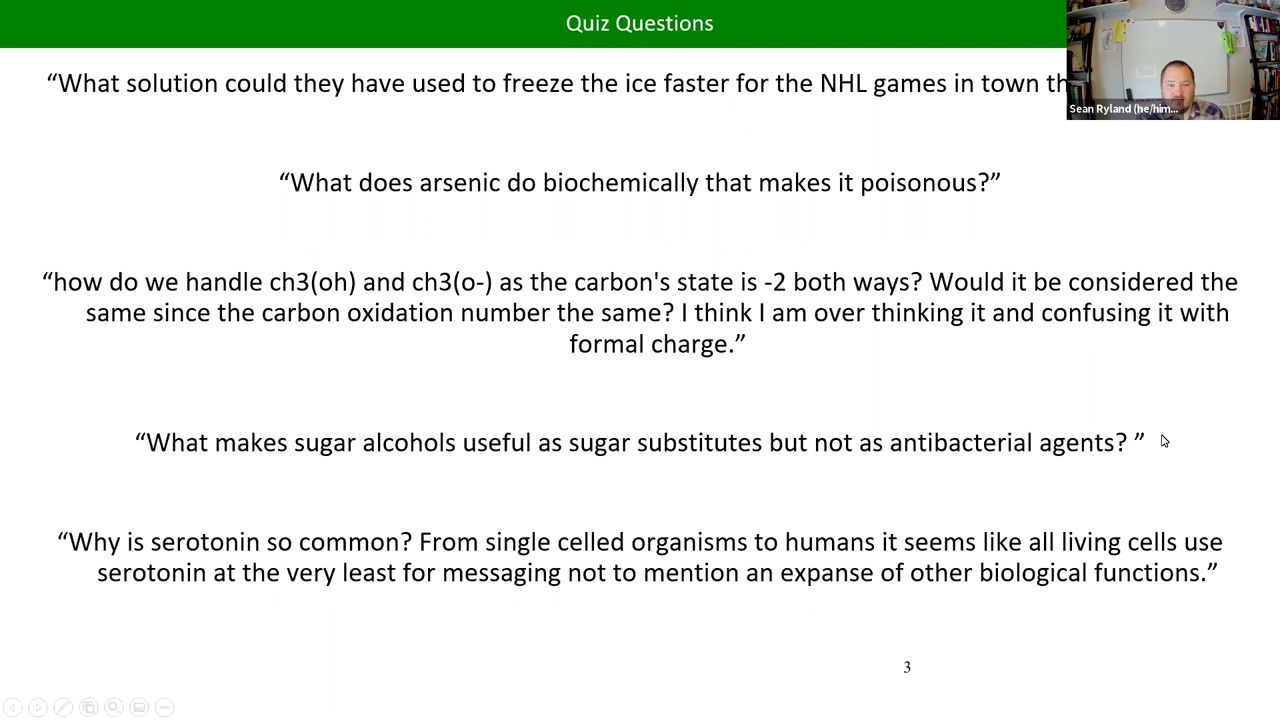 Quiz Questions
“What solution could they have used to freeze the ice faster for the NHL games in town
Sean Ryland (he/him...
“What does arsenic do biochemically that makes it poisonous?”
“how do we handle ch3(oh) and ch3(o-) as the carbon's state is -2 both ways? Would it be considered the
same since the carbon oxidation number the same? I think I am over thinking it and confusing it with
formal charge.”
“What makes sugar alcohols useful as sugar substitutes but not as antibacterial agents? ”
“Why is serotonin so common? From single celled organisms to humans it seems like all living cells use
serotonin at the very least for messaging not to mention an expanse of other biological functions.”
3